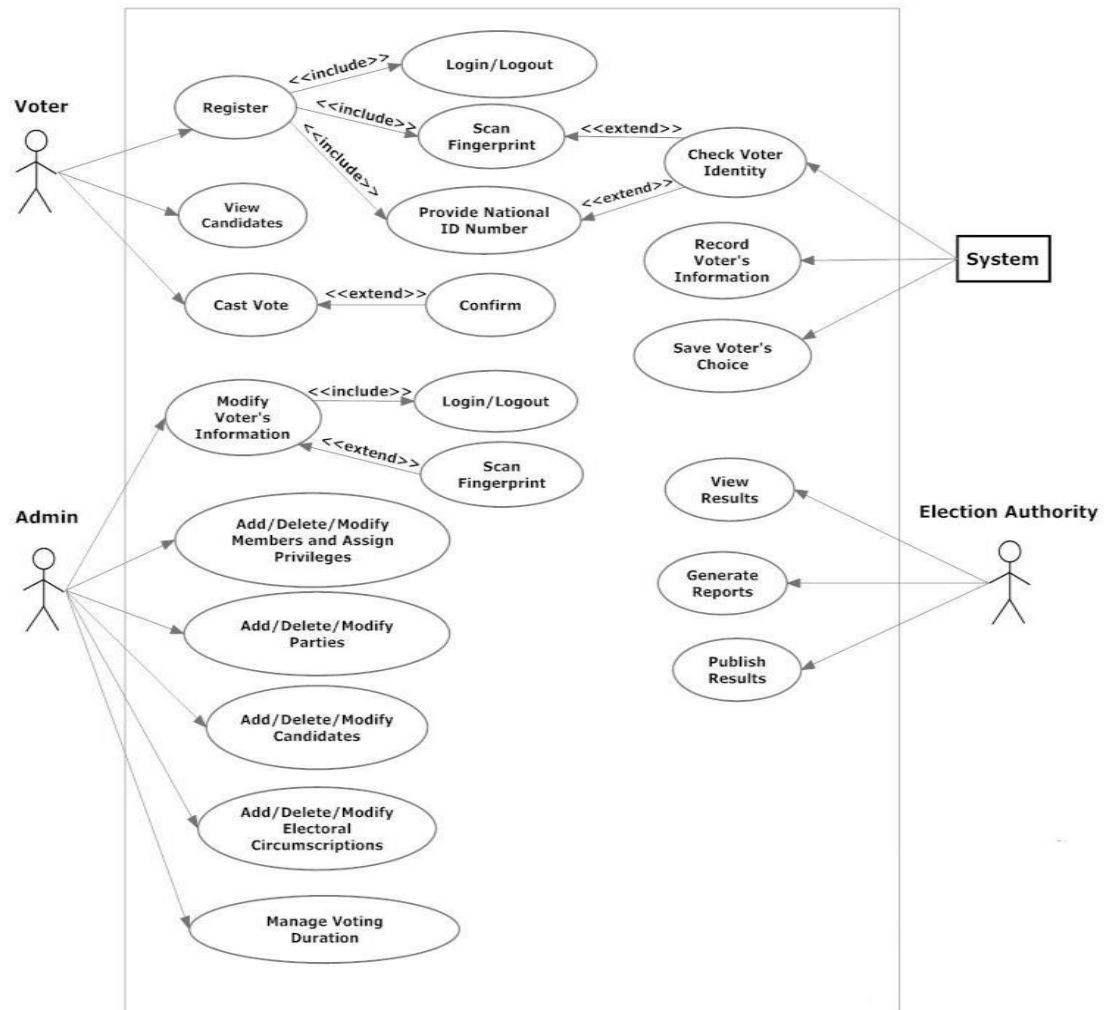 Voter
Register
<<include>>
Login/Logout
<<include>>
Scan
Fingerprint
<<include>>
Provide National
ID Number
<<extend>>
<<extend>>
Check Voter
Identity
View
Candidates
Record
Voter's
Information
System
Cast Vote
<<extend>>
Confirm
Save Voter's
Choice
Modify
Voter's
Information
<<include>>
Login/Logout
<<extend>>
Scan
Fingerprint
View
Results
Admin
Election Authority
Add/Delete/Modify
Members and Assign
Privileges
Generate
Reports
Add/Delete/Modify
Parties
Publish
Results
Add/Delete/Modify
Candidates
Add/Delete/Modify
Electoral
Circumscriptions
Manage Voting
Duration